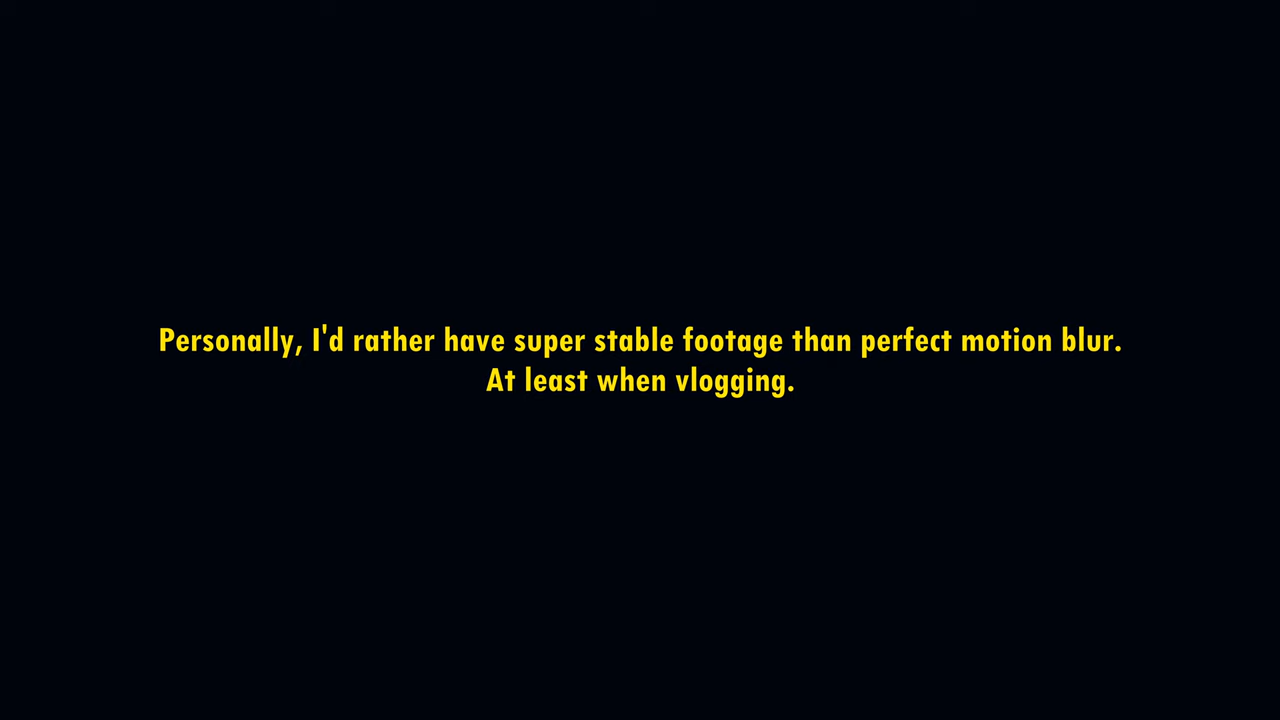 Personally, I'd rather have super stable footage than perfect motion blur.
At least when vlogging.